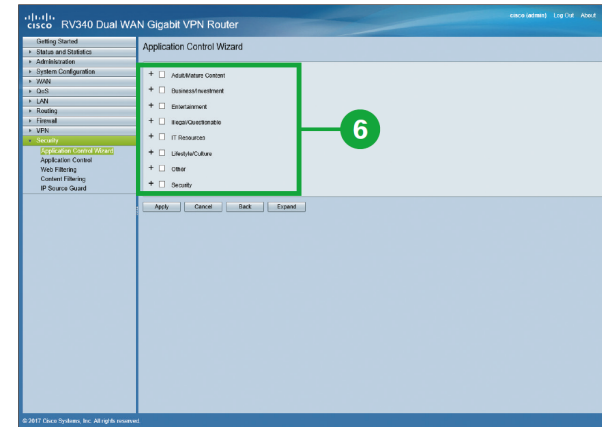 cisco RV340 Dual WAN Gigabit VPN Router
cisco (admin) Log Out About
Getting Started
Status and Statistics
Administration
System Configuration
WAN
QoS
LAN
Routing
Firewall
VPN
Security
Application Control Wizard
Application Control
Web Filtering
Content Filtering
IP Source Guard
Application Control Wizard
+ Adult/Mature Content
+ Business/Investment
+ Entertainment
+ Illegal/Questionable
+ IT Resources
+ Lifestyle/Culture
+ Other
+ Security
6
Apply Cancel Back Expand
© 2017 Cisco Systems, Inc. All rights reserved.